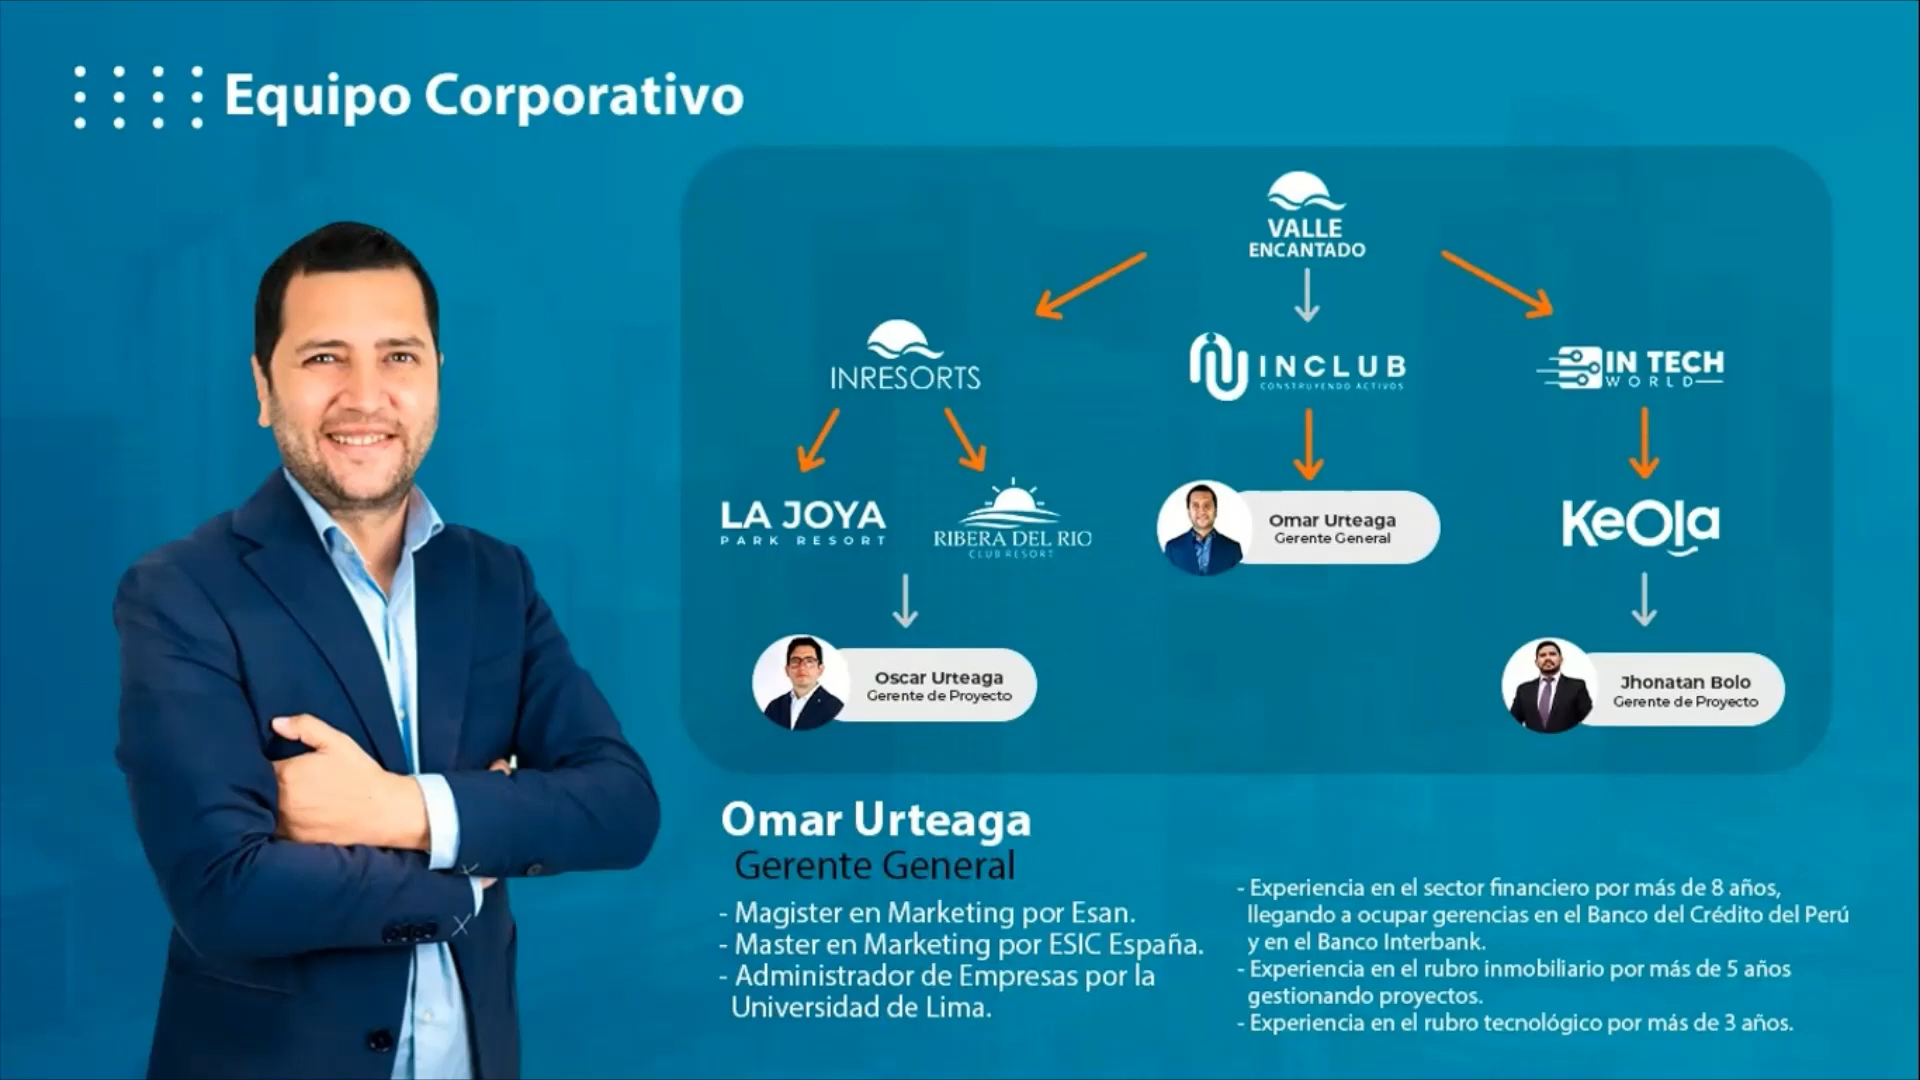 Equipo Corporativo
VALLE
ENCANTADO
INRESORTS
INCLUB
CONSTRUYENDO ACTIVOS
IN TECH
WORLD
LA JOYA
PARK RESORT
RIBERA DEL RIO
CLUB RESORT
Omar Urteaga
Gerente General
KeOla
Oscar Urteaga
Gerente de Proyecto
Jhonatan Bolo
Gerente de Proyecto
Omar Urteaga
Gerente General
- Magister en Marketing por Esan.
- Master en Marketing por ESIC España.
- Administrador de Empresas por la
Universidad de Lima.
- Experiencia en el sector financiero por más de 8 años,
llegando a ocupar gerencias en el Banco del Crédito del Perú
y en el Banco Interbank.
- Experiencia en el rubro inmobiliario por más de 5 años
gestionando proyectos.
- Experiencia en el rubro tecnológico por más de 3 años.